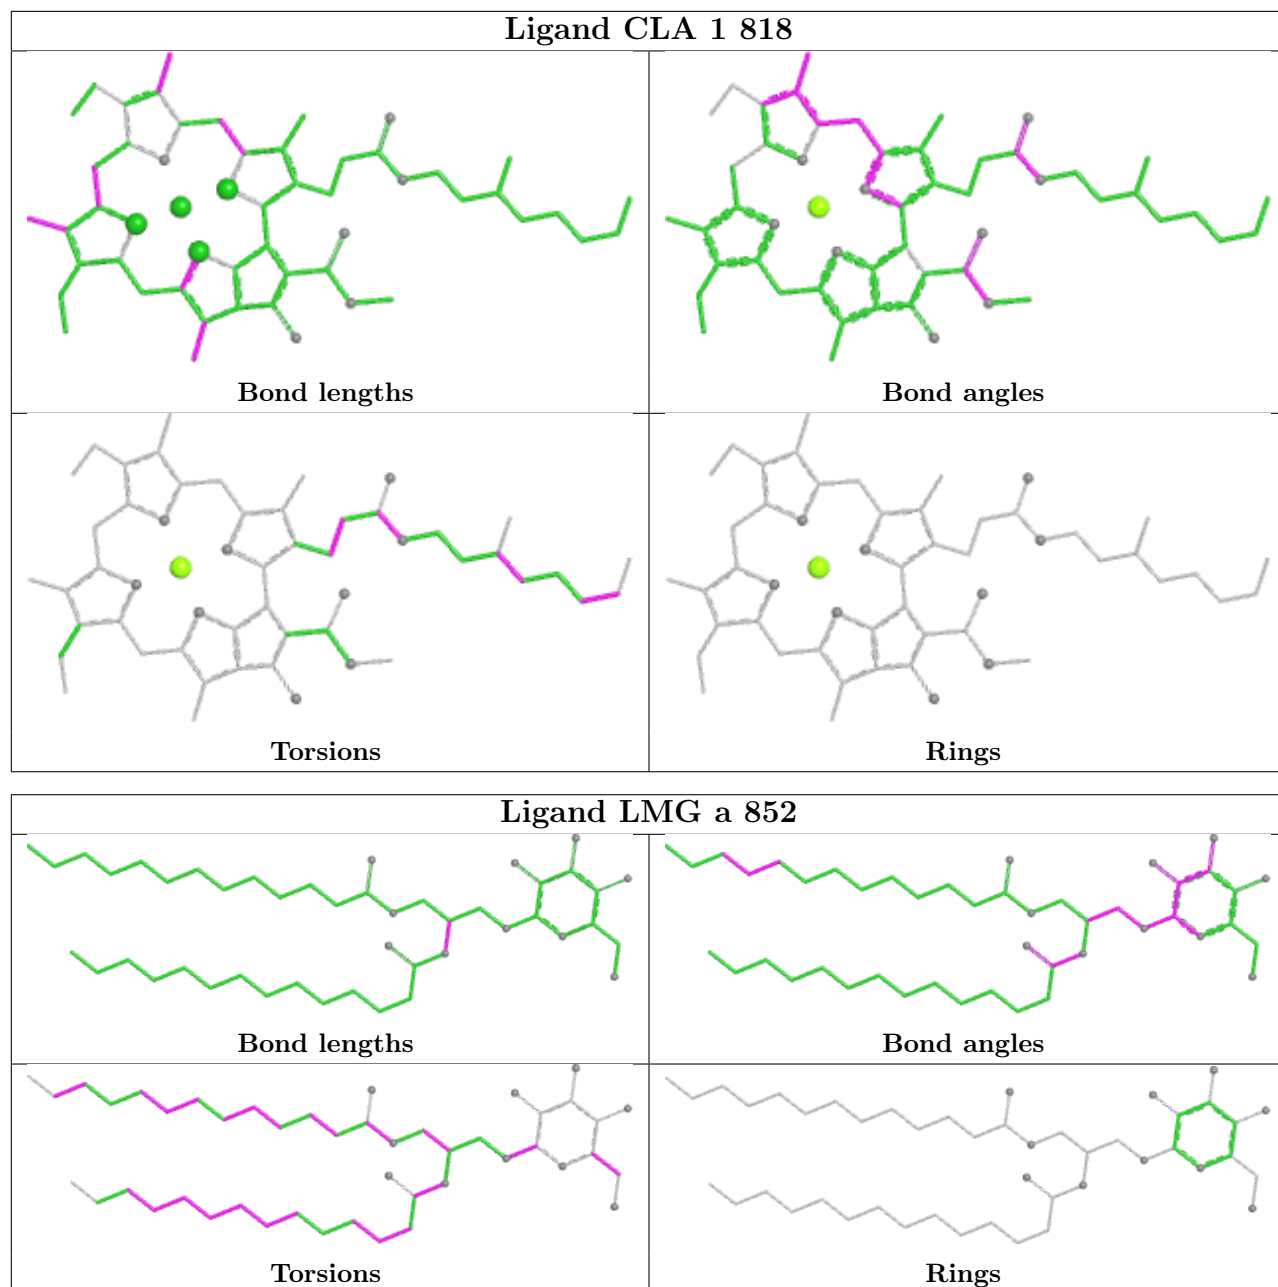 Ligand CLA 1 818
Bond lengths
Bond angles
Torsions
Rings
Ligand LMG a 852
Bond lengths
Bond angles
Torsions
Rings